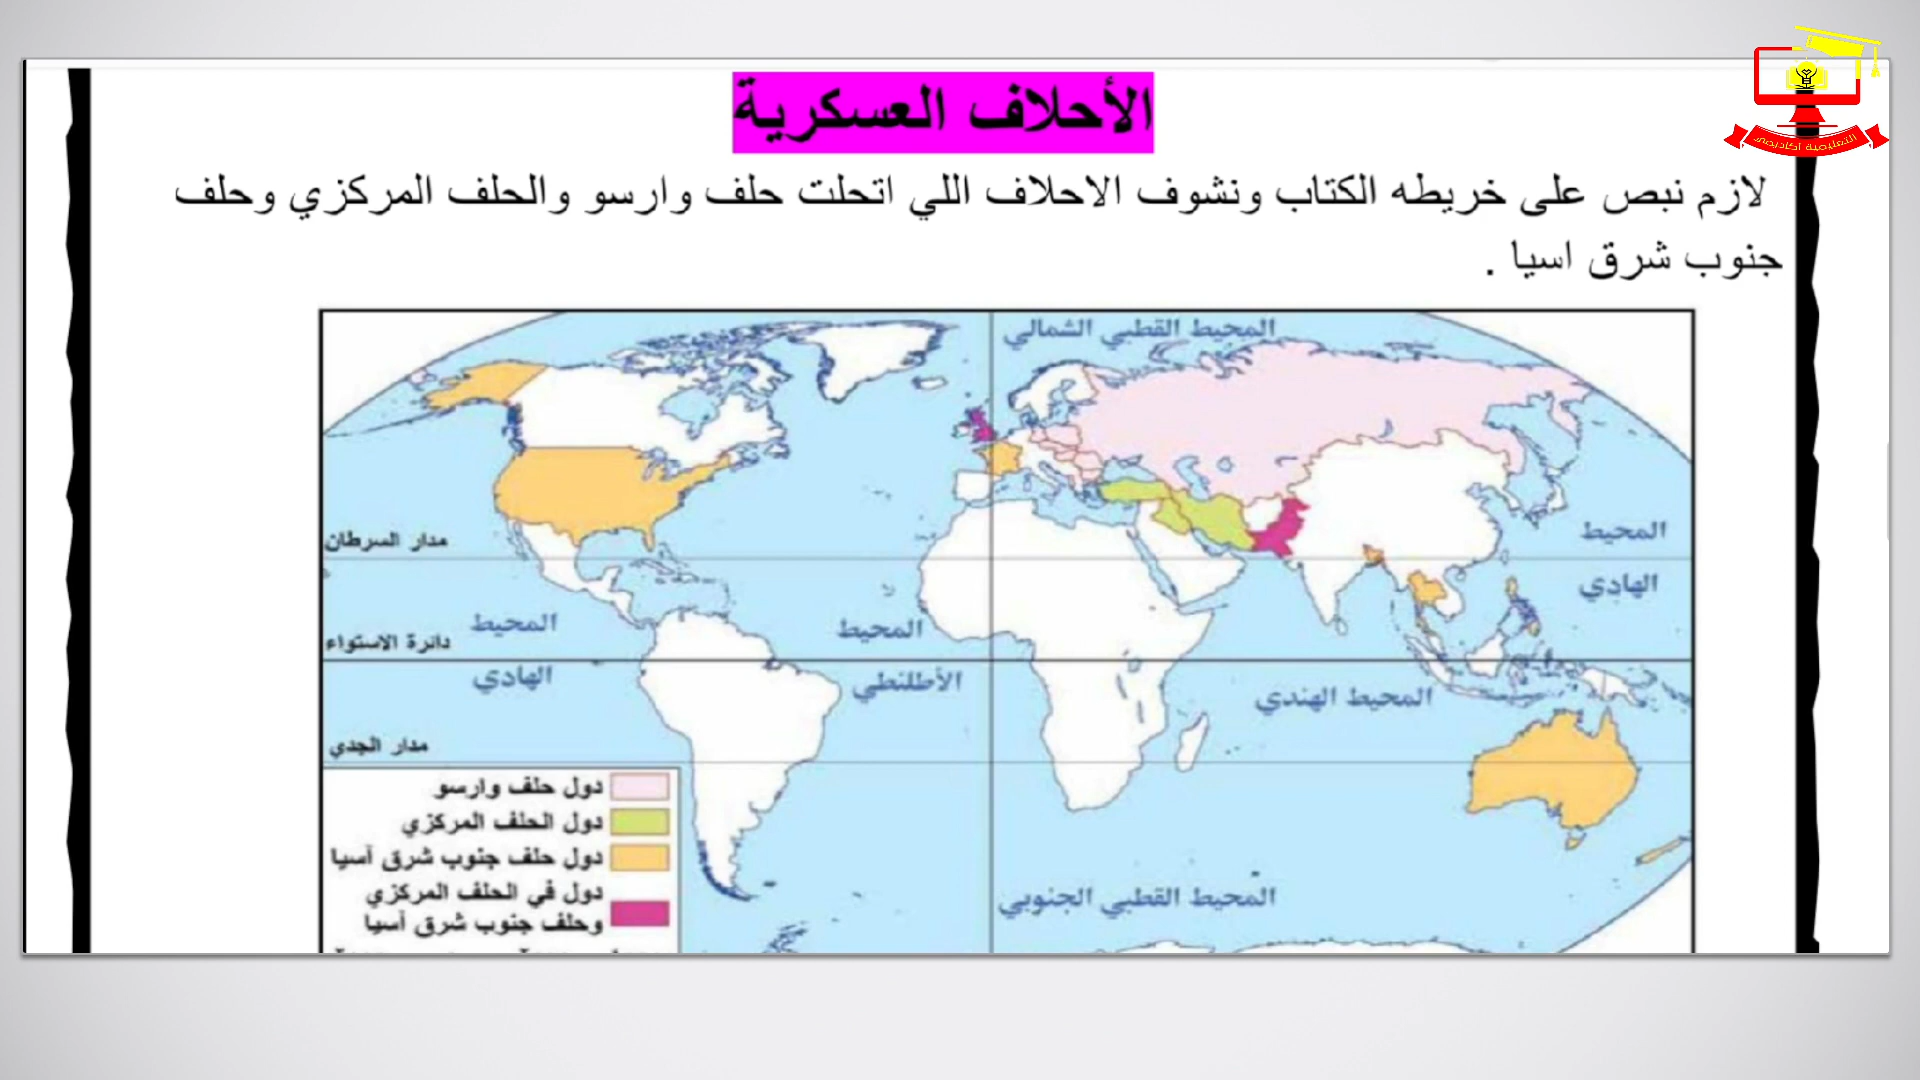 الأحلاف العسكرية
لازم نبص على خريطه الكتاب ونشوف الاحلاف اللي اتحلت حلف وارسو والحلف المركزي وحلف
جنوب شرق اسيا .
المحيط القطبي الشمالي
مدار السرطان
المحيط
الهادي
المحيط
الهادي
المحيط
الأطلنطي
دائرة الاستواء
المحيط الهندي
مدار الجدي
المحيط القطبي الجنوبي
دول حلف وارسو
دول الحلف المركزي
دول حلف جنوب شرق آسيا
دول في الحلف المركزي
وحلف جنوب شرق آسيا
التعليمية أكاديمي